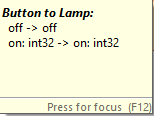 Button to Lamp:
off -> off
on: int32 -> on: int32
Press for focus (F12)